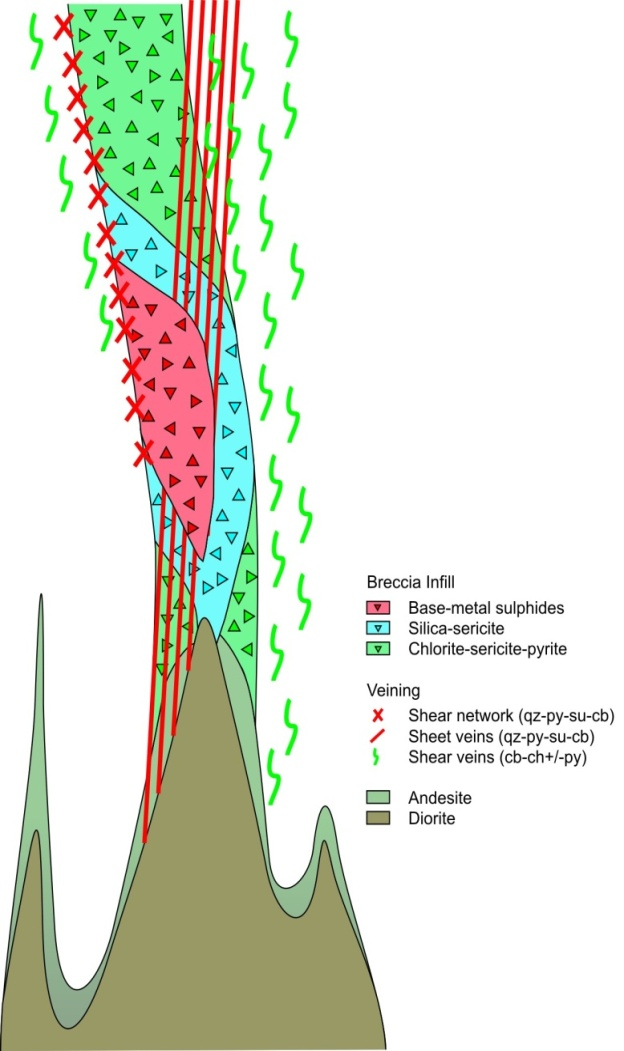 Breccia Infill
Base-metal sulphides
Silica-sericite
Chlorite-sericite-pyrite
Veining
Shear network (qz-py-su-cb)
Sheet veins (qz-py-su-cb)
Shear veins (cb-ch+/-py)
Andesite
Diorite